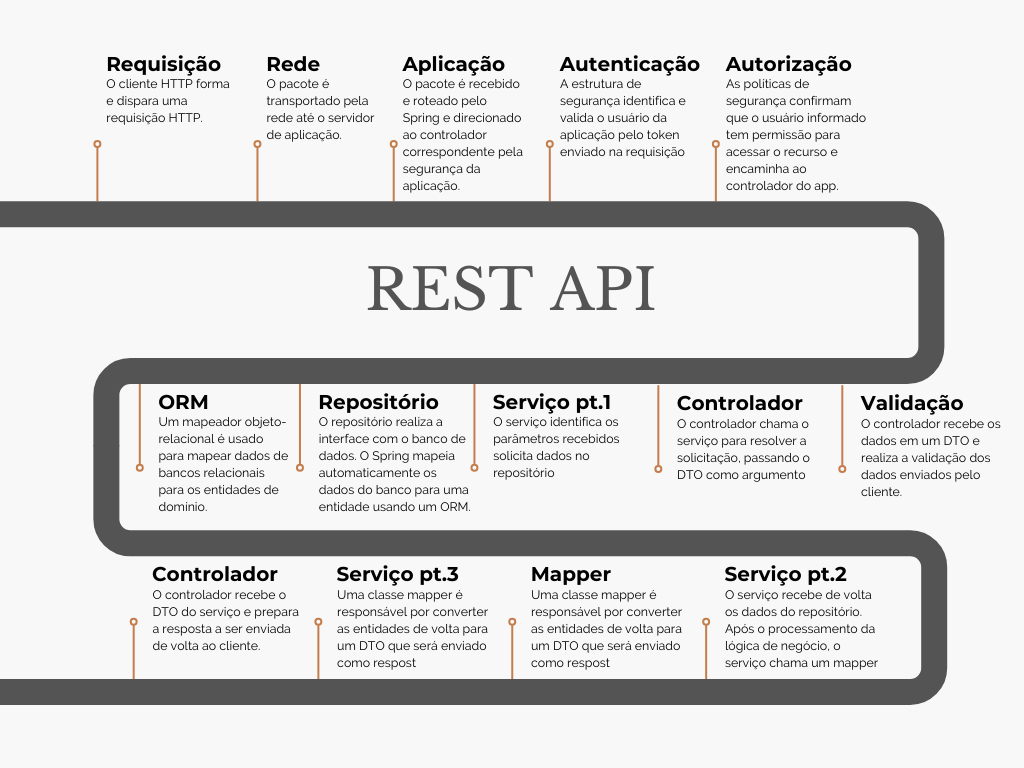 Requisição
O cliente HTTP forma
e dispara uma
requisição HTTP.
Rede
O pacote é
transportado pela
rede até o servidor
de aplicação.
Aplicação
O pacote é recebido
e roteado pelo
Spring e direcionado
ao controlador
correspondente pela
segurança da
aplicação.
Autenticação
A estrutura de
segurança identifica e
valida o usuário da
aplicação pelo token
enviado na requisição
Autorização
As políticas de
segurança confirmam
que o usuário informado
tem permissão para
acessar o recurso e
encaminha ao
controlador do app.
REST API
ORM
Um mapeador objeto-
relacional é usado
para mapear dados de
bancos relacionais
para os entidades de
domínio.
Repositório
O repositório realiza a
interface com o banco de
dados. O Spring mapeia
automaticamente os
dados do banco para uma
entidade usando um ORM.
Serviço pt.1
O serviço identifica os
parâmetros recebidos
solicita dados no
repositório
Controlador
O controlador chama o
serviço para resolver a
solicitação, passando o
DTO como argumento
Validação
O controlador recebe os
dados em um DTO e
realiza a validação dos
dados enviados pelo
cliente.
Controlador
O controlador recebe o
DTO do serviço e prepara
a resposta a ser enviada
de volta ao cliente.
Serviço pt.3
Uma classe mapper é
responsável por converter
as entidades de volta para
um DTO que será enviado
como respost
Mapper
Uma classe mapper é
responsável por converter
as entidades de volta para
um DTO que será enviado
como respost
Serviço pt.2
O serviço recebe de volta
os dados do repositório.
Após o processamento da
lógica de negócio, o
serviço chama um mapper